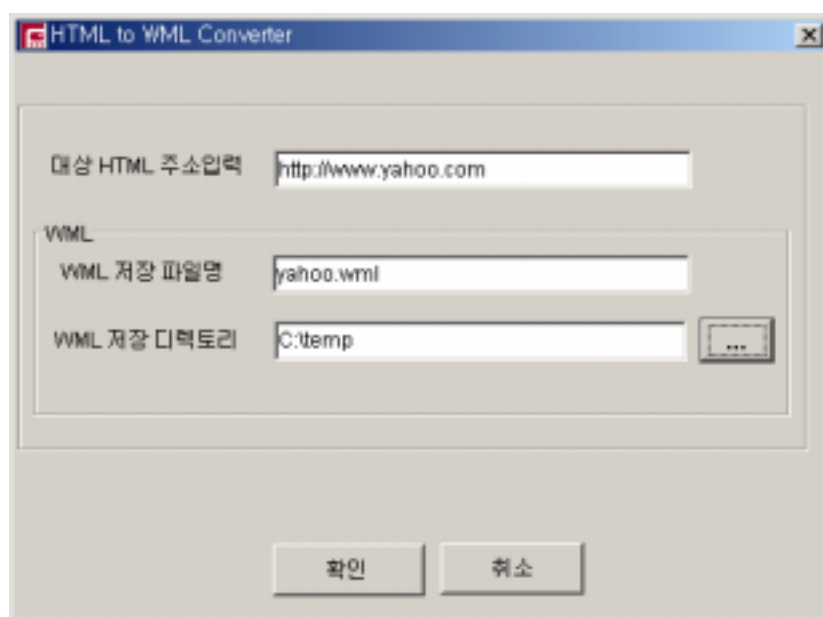 HTML to WML Converter
대상 HTML 주소입력 http://www.yahoo.com
WML
WML 저장 파일명 yahoo.wml
WML 저장 디렉토리 C:\temp ...
확인 취소